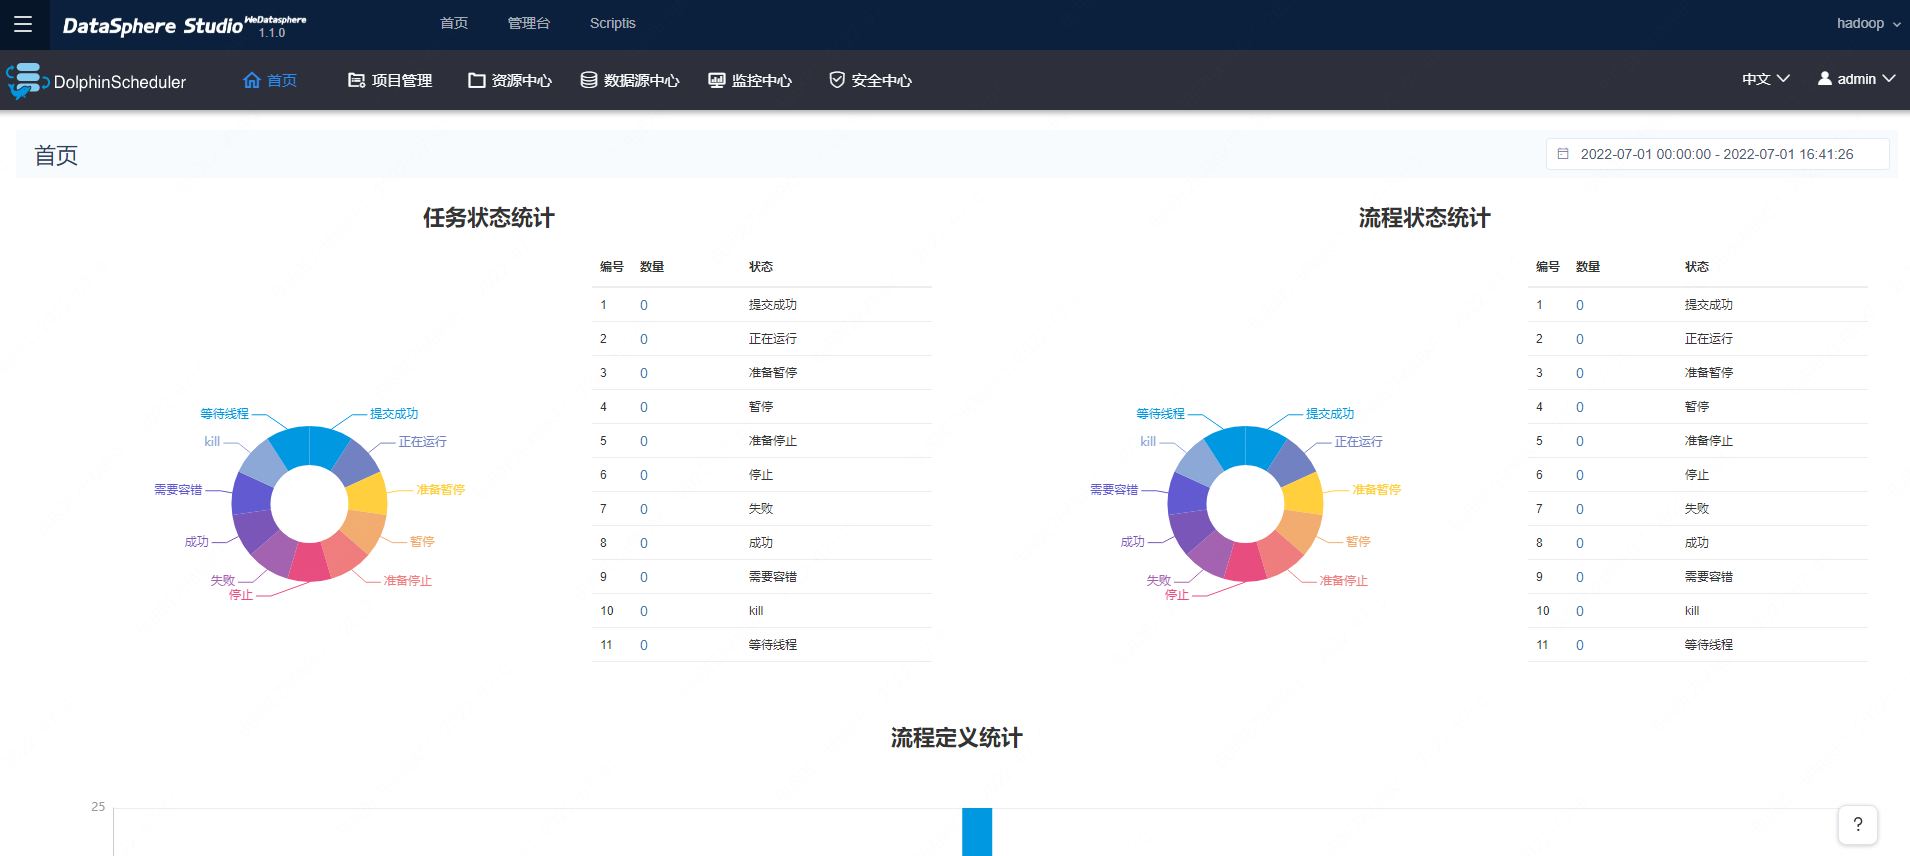 DataSphere Studio WeDatasphere 1.1.0 首页 管理台 Scriptis hadoop
DolphinScheduler 首页 项目管理 资源中心 数据源中心 监控中心 安全中心 中文 admin
首页 2022-07-01 00:00:00 - 2022-07-01 16:41:26
任务状态统计
编号 数量 状态
1 0 提交成功
2 0 正在运行
3 0 准备暂停
4 0 暂停
5 0 准备停止
6 0 停止
7 0 失败
8 0 成功
9 0 需要容错
10 0 kill
11 0 等待线程
等待线程 提交成功
kill 正在运行
需要容错 准备暂停
成功 暂停
失败 准备停止
停止
流程状态统计
编号 数量 状态
1 0 提交成功
2 0 正在运行
3 0 准备暂停
4 0 暂停
5 0 准备停止
6 0 停止
7 0 失败
8 0 成功
9 0 需要容错
10 0 kill
11 0 等待线程
等待线程 提交成功
kill 正在运行
需要容错 准备暂停
成功 暂停
失败 准备停止
停止
流程定义统计
25
?